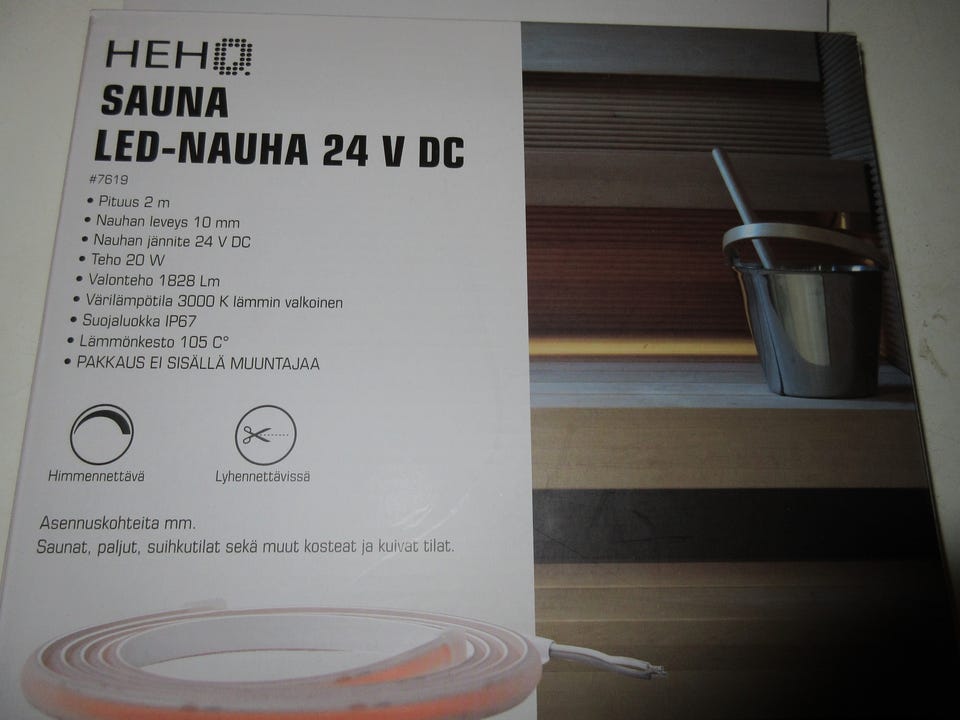 HEHQ
SAUNA
LED-NAUHA 24 V DC
#7619
• Pituus 2 m
• Nauhan leveys 10 mm
• Nauhan jännite 24 V DC
• Teho 20 W
• Valonteho 1828 Lm
• Värilämpötila 3000 K lämmin valkoinen
• Suojaluokka IP67
• Lämmönkesto 105 C°
• PAKKAUS EI SISÄLLÄ MUUNTAJAA
Himmennettävä
Lyhennettävissä
Asennuskohteita mm.
Saunat, paljut, suihkutilat sekä muut kosteat ja kuivat tilat.